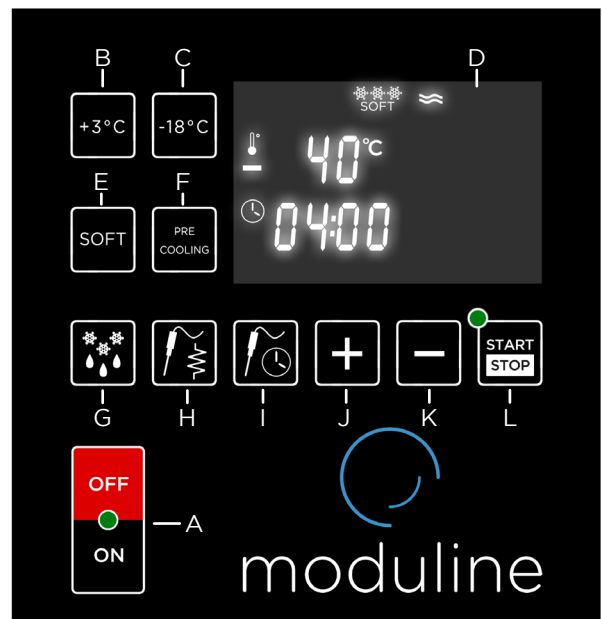 B
C
D
+3°C
-18°C
SOFT
40°C
04:00
E
F
SOFT
PRE
COOLING
START
STOP
G
H
I
J
K
L
OFF
ON
A
moduline